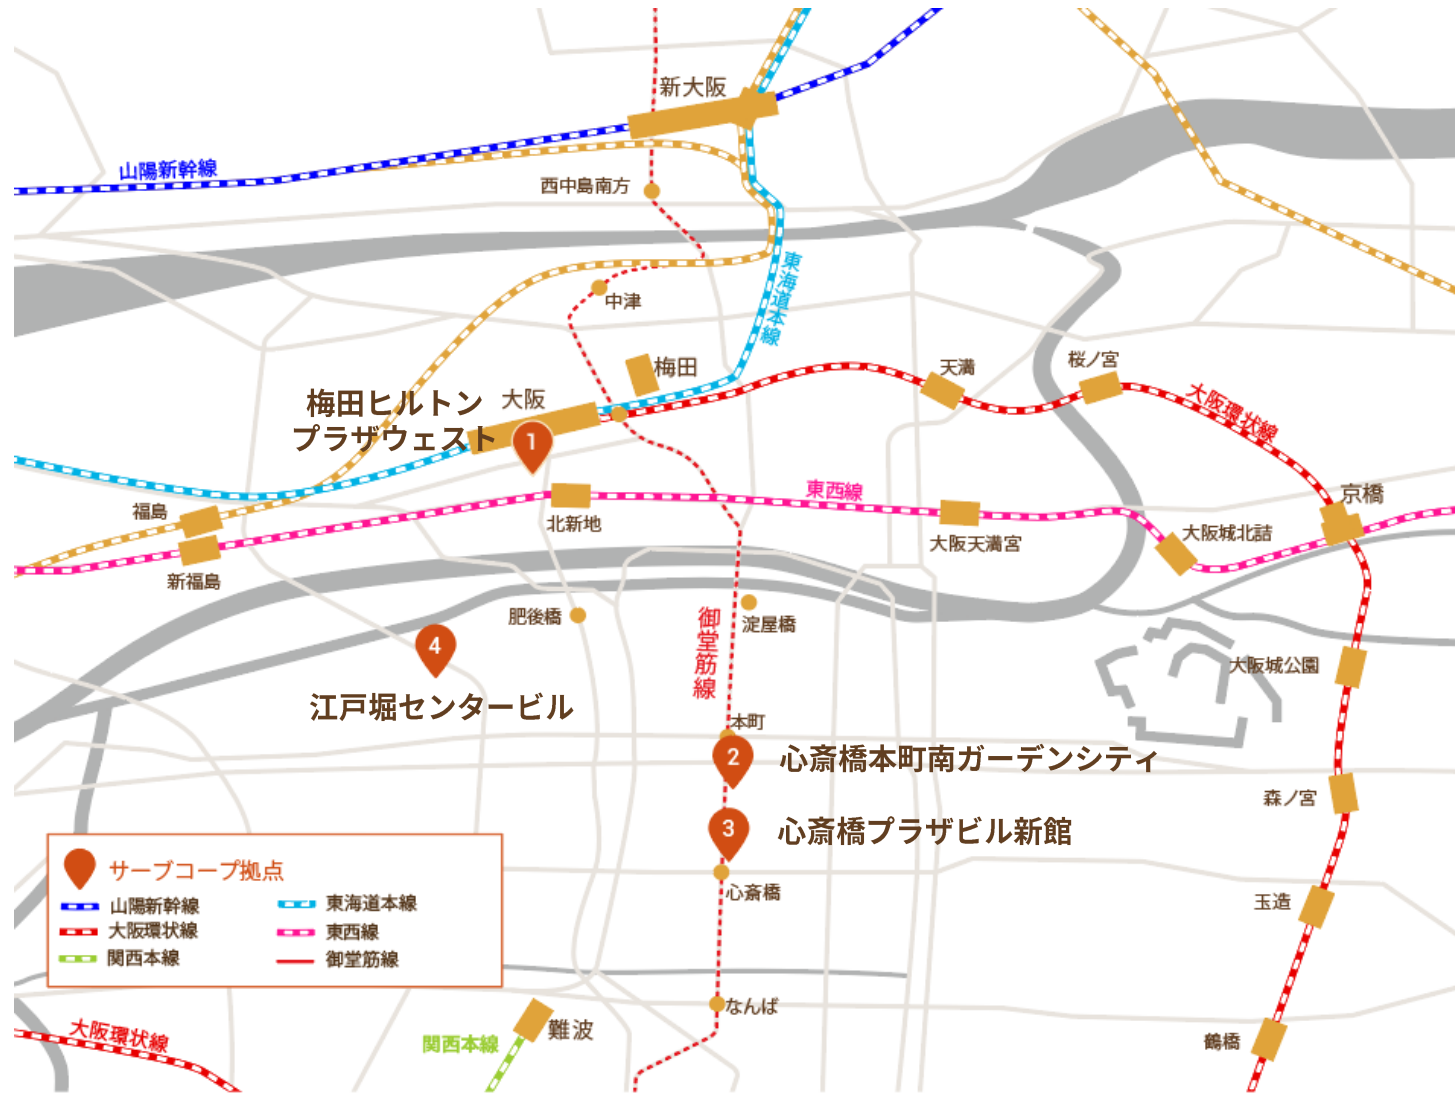 新大阪
山陽新幹線
西中島南方
東海道本線
中津
梅田
天満
桜ノ宮
大阪環状線
梅田ヒルトン
プラザウェスト
大阪
1
東西線
京橋
福島
北新地
大阪天満宮
大阪城北詰
新福島
肥後橋
淀屋橋
御堂筋線
4
大阪城公園
江戸堀センタービル
本町
2
心斎橋本町南ガーデンシティ
森ノ宮
3
心斎橋プラザビル新館
サーブコープ拠点
山陽新幹線
東海道本線
大阪環状線
東西線
関西本線
御堂筋線
心斎橋
玉造
なんば
大阪環状線
関西本線
難波
鶴橋